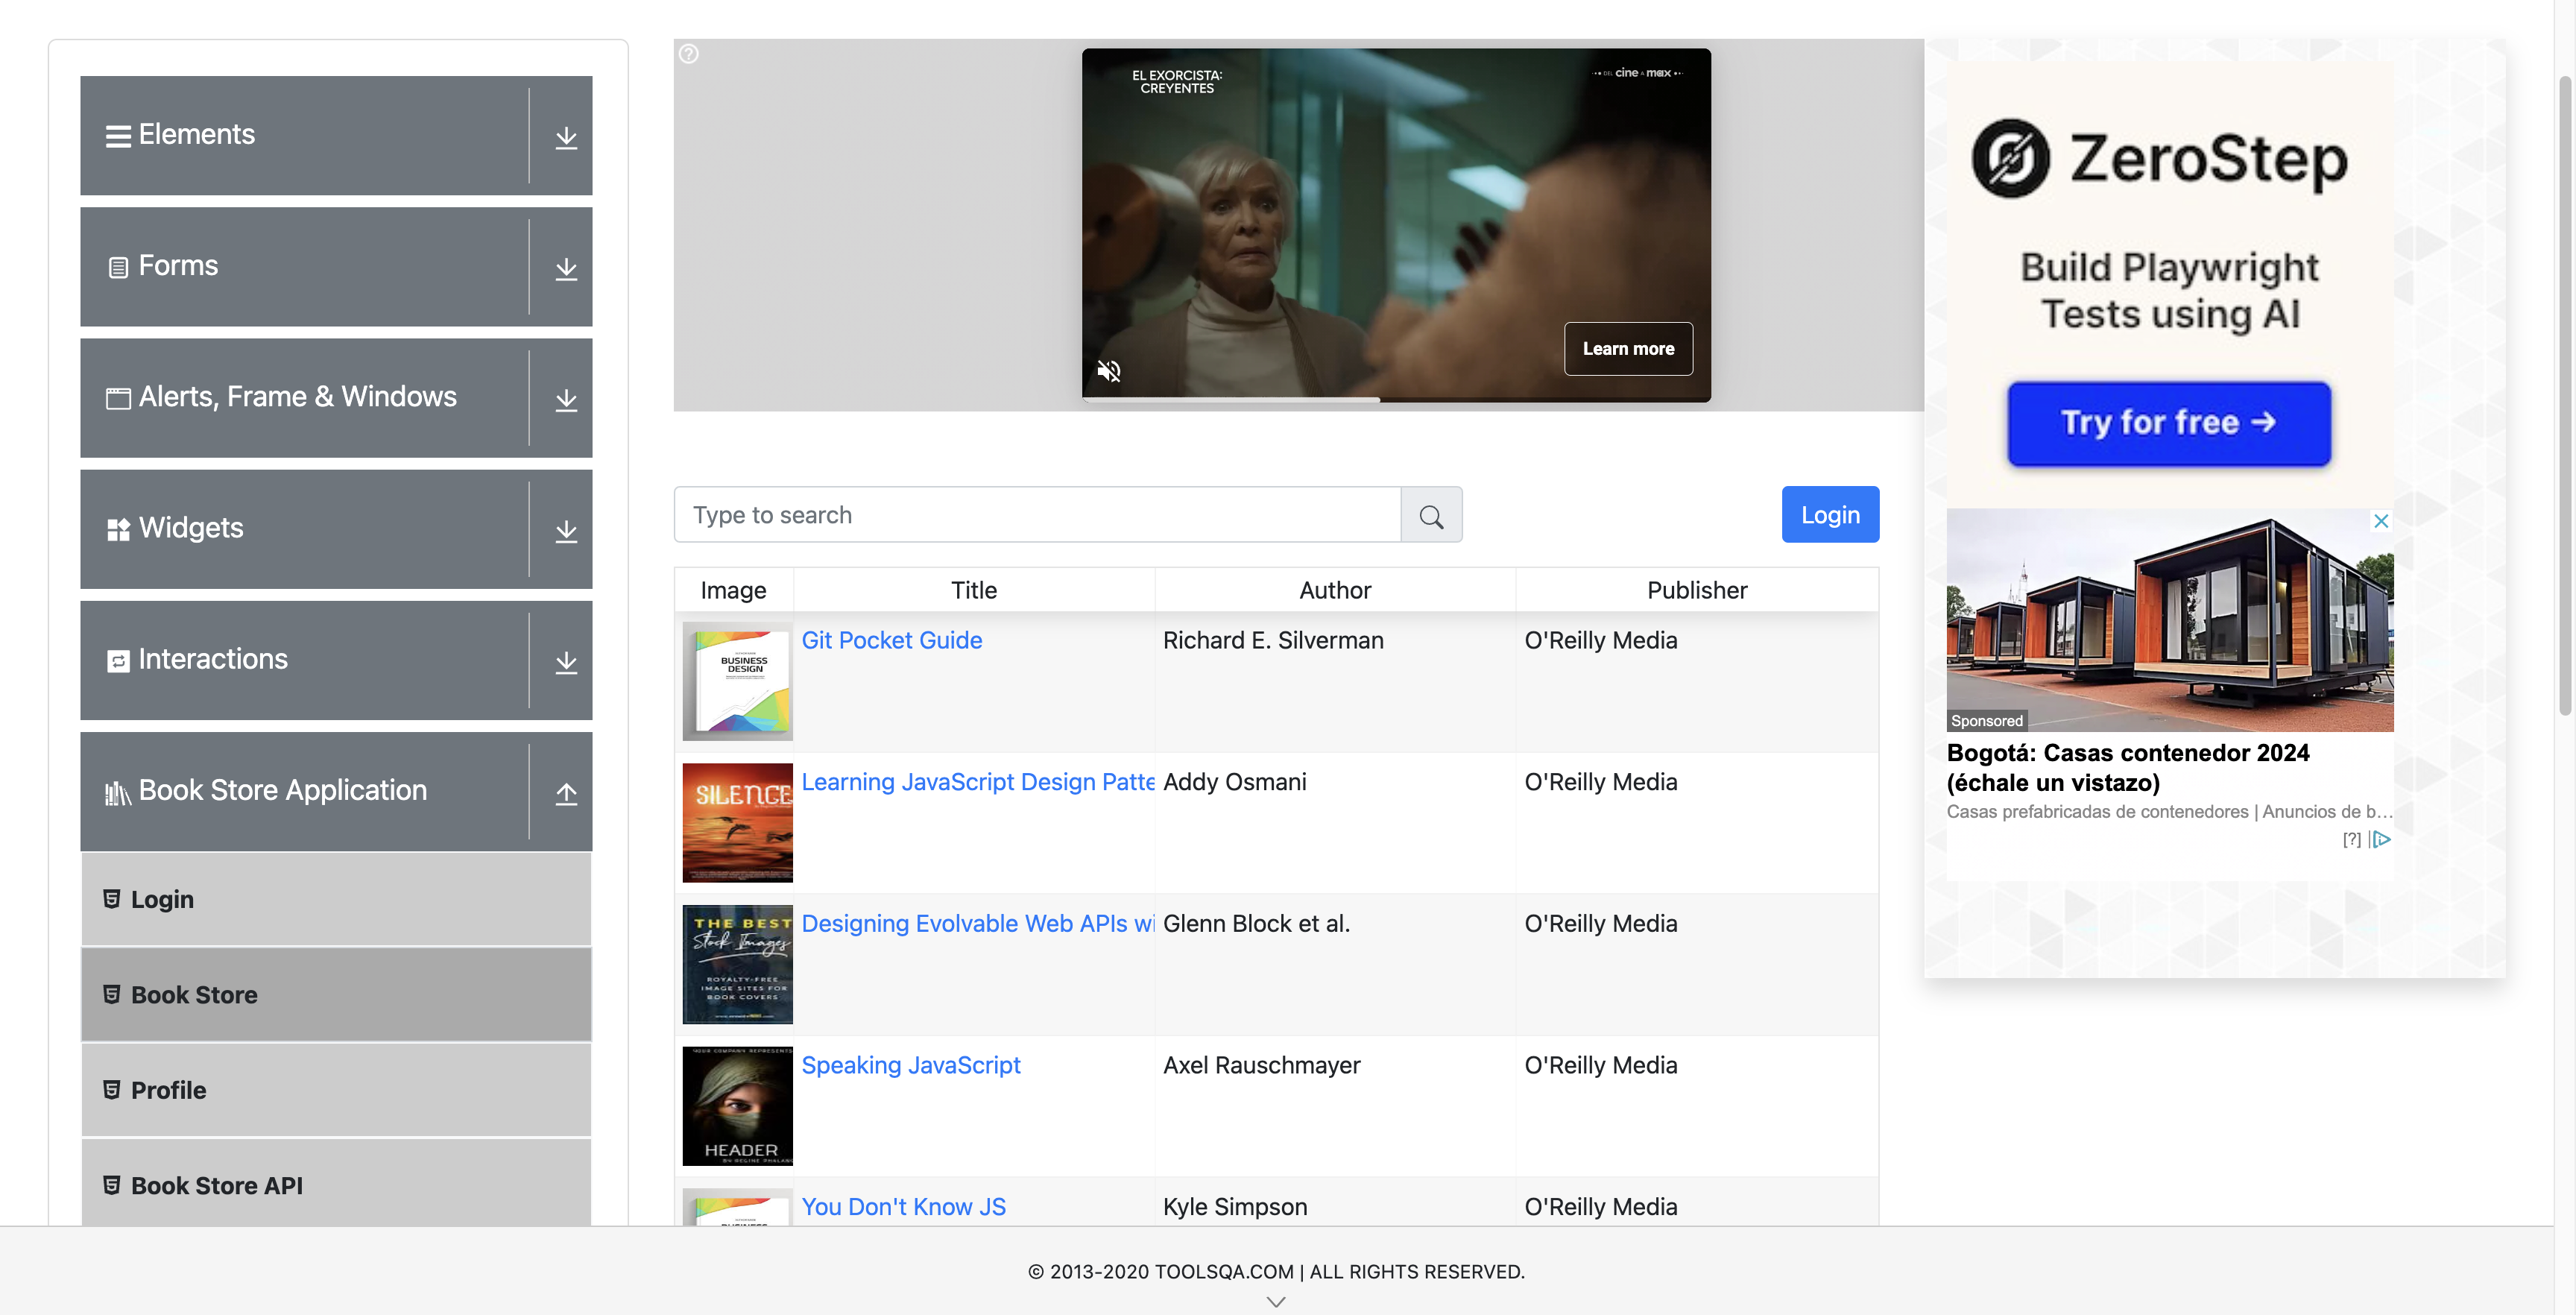 Elements
Forms
Alerts, Frame & Windows
Widgets
Interactions
Book Store Application
Login
Book Store
Profile
Book Store API
EL EXORCISTA:
CREYENTES
DEL cine A max
Learn more
Type to search
Login
Image Title Author Publisher
BUSINESS
DESIGN
Git Pocket Guide Richard E. Silverman O'Reilly Media
SILENCE
Learning JavaScript Design Patte Addy Osmani O'Reilly Media
THE BEST
Stock Images
ROYALTY-FREE
IMAGE SITES FOR
BOOK COVERS
Designing Evolvable Web APIs wi Glenn Block et al. O'Reilly Media
YOUR COMPANY REPRESENTS
HEADER
Speaking JavaScript Axel Rauschmayer O'Reilly Media
You Don't Know JS Kyle Simpson O'Reilly Media
ZeroStep
Build Playwright
Tests using AI
Try for free →
Sponsored
Bogotá: Casas contenedor 2024
(échale un vistazo)
Casas prefabricadas de contenedores | Anuncios de b...
[?]
© 2013-2020 TOOLSQA.COM | ALL RIGHTS RESERVED.